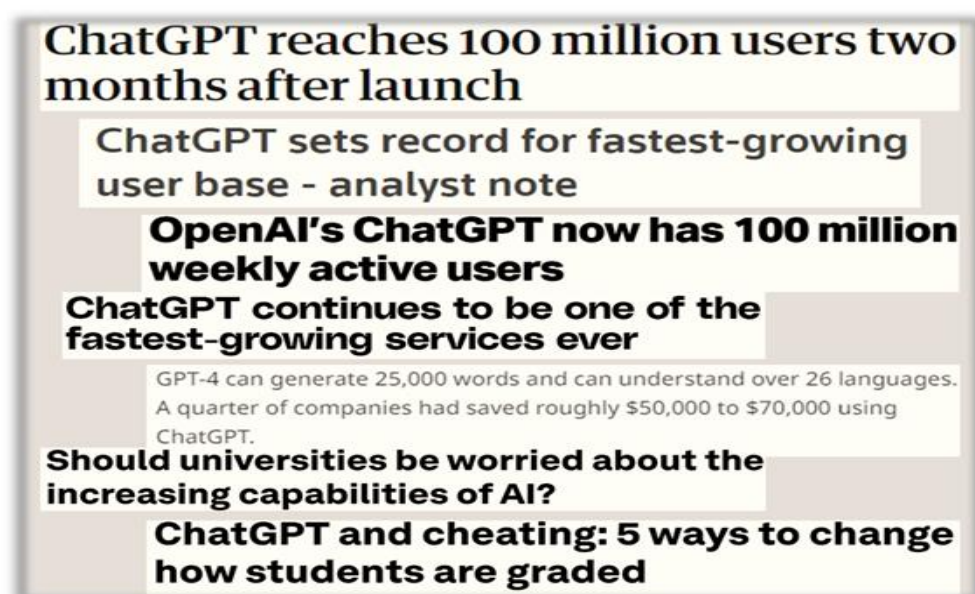 ChatGPT reaches 100 million users two
months after launch
ChatGPT sets record for fastest-growing
user base - analyst note
OpenAI's ChatGPT now has 100 million
weekly active users
ChatGPT continues to be one of the
fastest-growing services ever
GPT-4 can generate 25,000 words and can understand over 26 languages.
A quarter of companies had saved roughly $50,000 to $70,000 using
ChatGPT.
Should universities be worried about the
increasing capabilities of AI?
ChatGPT and cheating: 5 ways to change
how students are graded